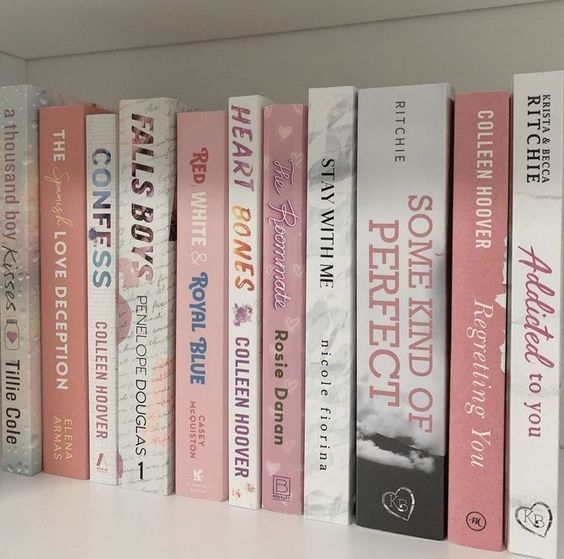 a thousand boy Kisses
Tillie Cole
THE Spanish LOVE DECEPTION
ELENA ARMAS
CONFESS
COLLEEN HOOVER
FALLS BOYS
PENELOPE DOUGLAS
1
RED, WHITE & ROYAL BLUE
CASEY McQUISTON
HEART BONES
COLLEEN HOOVER
The Roommate
Rosie Danan
STAY WITH ME
nicole fiorina
RITCHIE
SOME KIND OF
PERFECT
KB
COLLEEN HOOVER
Regretting You
KRISTA & BECCA
RITCHIE
Addicted to you
KB